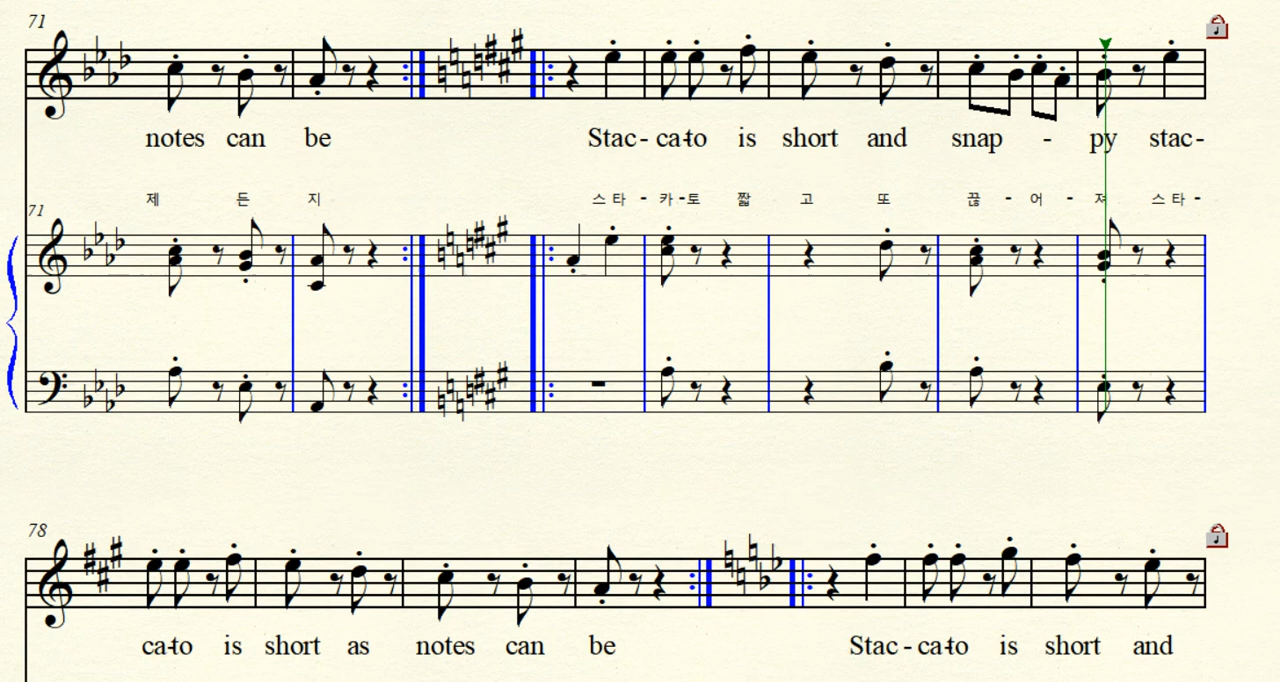 71
notes can be Stac - ca-to is short and snap - py stac-
제 든 지 스타 - 카-토 짧 고 또 끊 - 어 - 져 스타 -
71
78
ca-to is short as notes can be Stac - ca-to is short and